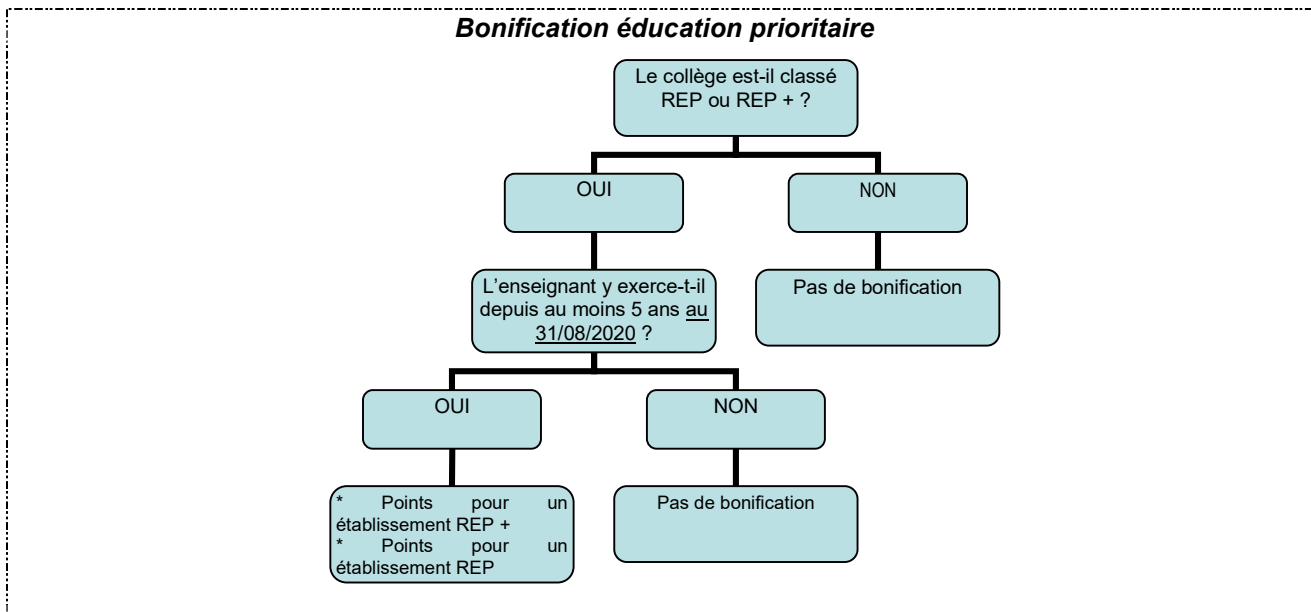 Bonification éducation prioritaire
Le collège est-il classé
REP ou REP + ?
OUI
NON
L’enseignant y exerce-t-il
depuis au moins 5 ans au
31/08/2020 ?
Pas de bonification
OUI
NON
* Points pour un
établissement REP +
* Points pour un
établissement REP
Pas de bonification